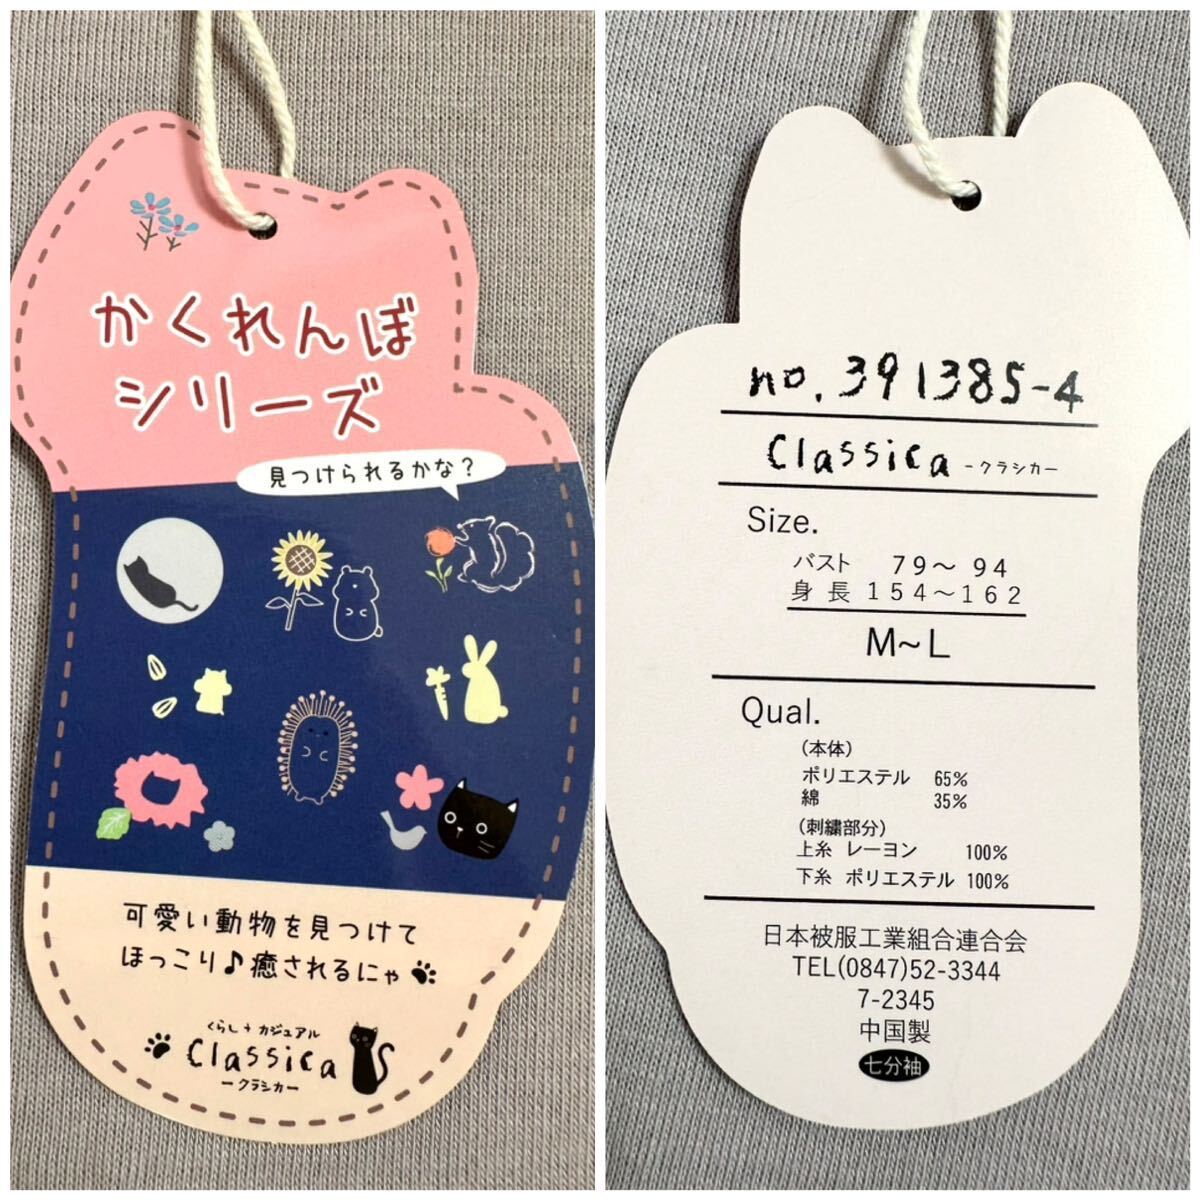 かくれんぼ
シリーズ
見つけられるかな？
可愛い動物を見つけて
ほっこり♪癒されるにゃ
くらし+カジュアル
Classica
ークラシカー
no.391385-4
Classica ークラシカー
Size.
バスト 79～94
身長 154～162
M~L
Qual.
(本体)
ポリエステル 65%
綿 35%
(刺繍部分)
上糸 レーヨン 100%
下糸 ポリエステル 100%
日本被服工業組合連合会
TEL(0847)52-3344
7-2345
中国製
七分袖